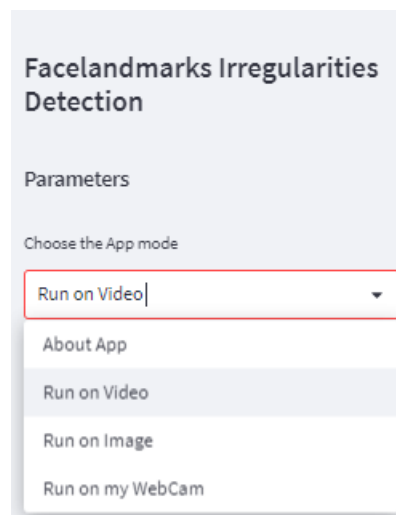 Facelandmarks Irregularities
Detection
Parameters
Choose the App mode
Run on Video
About App
Run on Video
Run on Image
Run on my WebCam